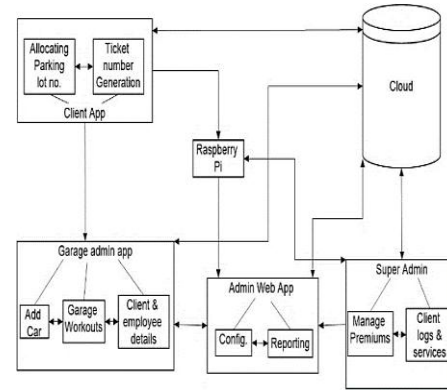 Allocating
Parking
lot no.
Ticket
number
Generation
Client App
Cloud
Raspberry
Pi
Garage admin app
Add
Car
Garage
Workouts
Client &
employee
details
Admin Web App
Config.
Reporting
Super Admin
Manage
Premiums
Client
logs &
services